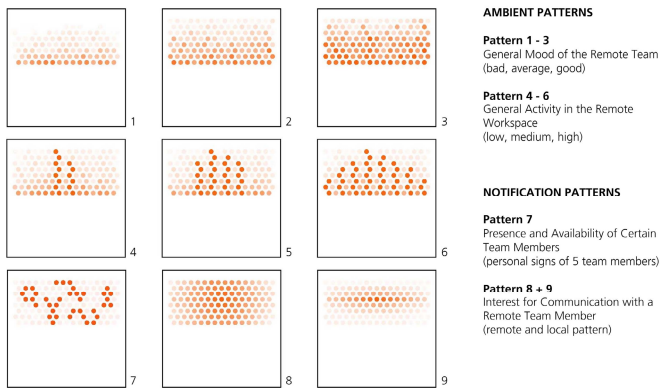 1
2
3
4
5
6
7
8
9
AMBIENT PATTERNS
Pattern 1 - 3
General Mood of the Remote Team
(bad, average, good)
Pattern 4 - 6
General Activity in the Remote
Workspace
(low, medium, high)
NOTIFICATION PATTERNS
Pattern 7
Presence and Availability of Certain
Team Members
(personal signs of 5 team members)
Pattern 8 + 9
Interest for Communication with a
Remote Team Member
(remote and local pattern)